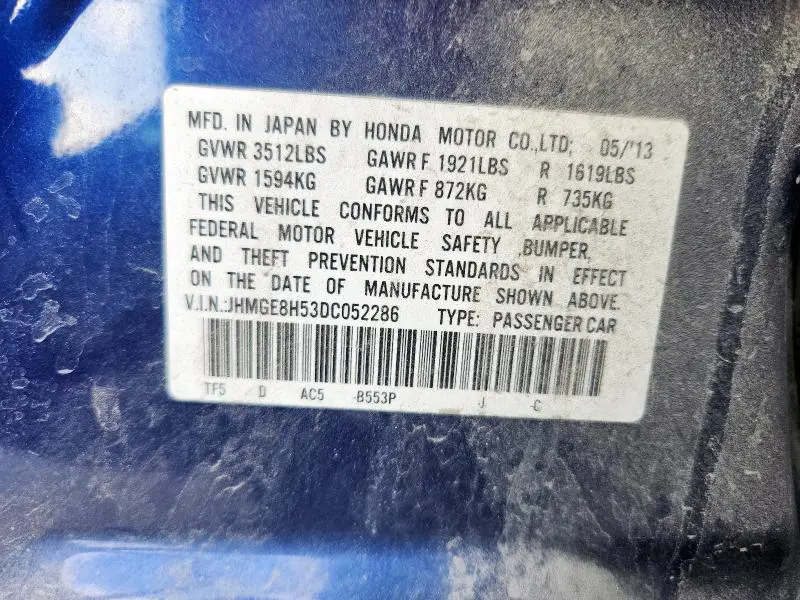 MFD. IN JAPAN BY HONDA MOTOR CO.,LTD; 05/'13
GVWR 3512LBS GAWR F 1921LBS R 1619LBS
GVWR 1594KG GAWR F 872KG R 735KG
THIS VEHICLE CONFORMS TO ALL APPLICABLE
FEDERAL MOTOR VEHICLE SAFETY ,BUMPER,
AND THEFT PREVENTION STANDARDS IN EFFECT
ON THE DATE OF MANUFACTURE SHOWN ABOVE.
V.I.N.:JHMGE8H53DC052286 TYPE: PASSENGER CAR
TF5 D AC5 B553P J C